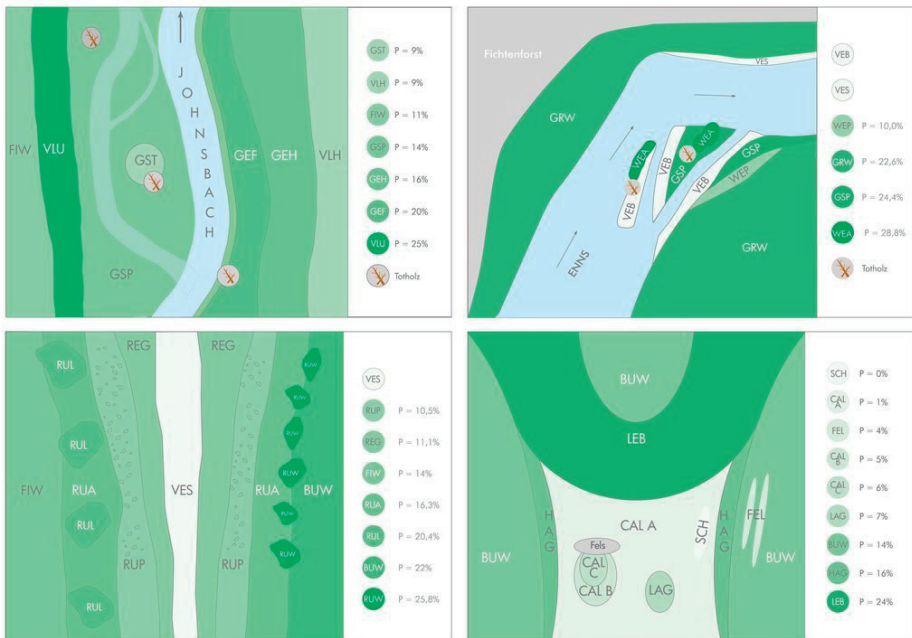 GST P = 9%
VLH P = 9%
FIW P = 11%
GSP P = 14%
GEH P = 16%
GEF P = 20%
VLU P = 25%
Totholz
FIW
VLU
GST
JOHNSBACH
GEF
GEH
VLH
GSP
Fichtenforst
VES
GRW
WEA
WEA
GSP
VEB
VEB
GSP
VEB
WEP
ENNS
GRW
VEB
VES
WEP P = 10,0%
GRW P = 22,6%
GSP P = 24,4%
WEA P = 28,8%
Totholz
REG
REG
RUL
RUW
RUW
RUW
RUL
RUW
FIW
RUA
VES
RUA
BUW
RUL
RUW
RUW
RUP
RUP
RUL
VES
RUP P = 10,5%
REG P = 11,1%
FIW P = 14%
RUA P = 16,3%
RUL P = 20,4%
BUW P = 22%
RUW P = 25,8%
BUW
LEB
HAG
CAL A
SCH
HAG
FEL
BUW
BUW
Fels
CAL
C
CAL B
LAG
SCH P = 0%
CAL
A P = 1%
FEL P = 4%
CAL
B P = 5%
CAL
C P = 6%
LAG P = 7%
BUW P = 14%
HAG P = 16%
LEB P = 24%